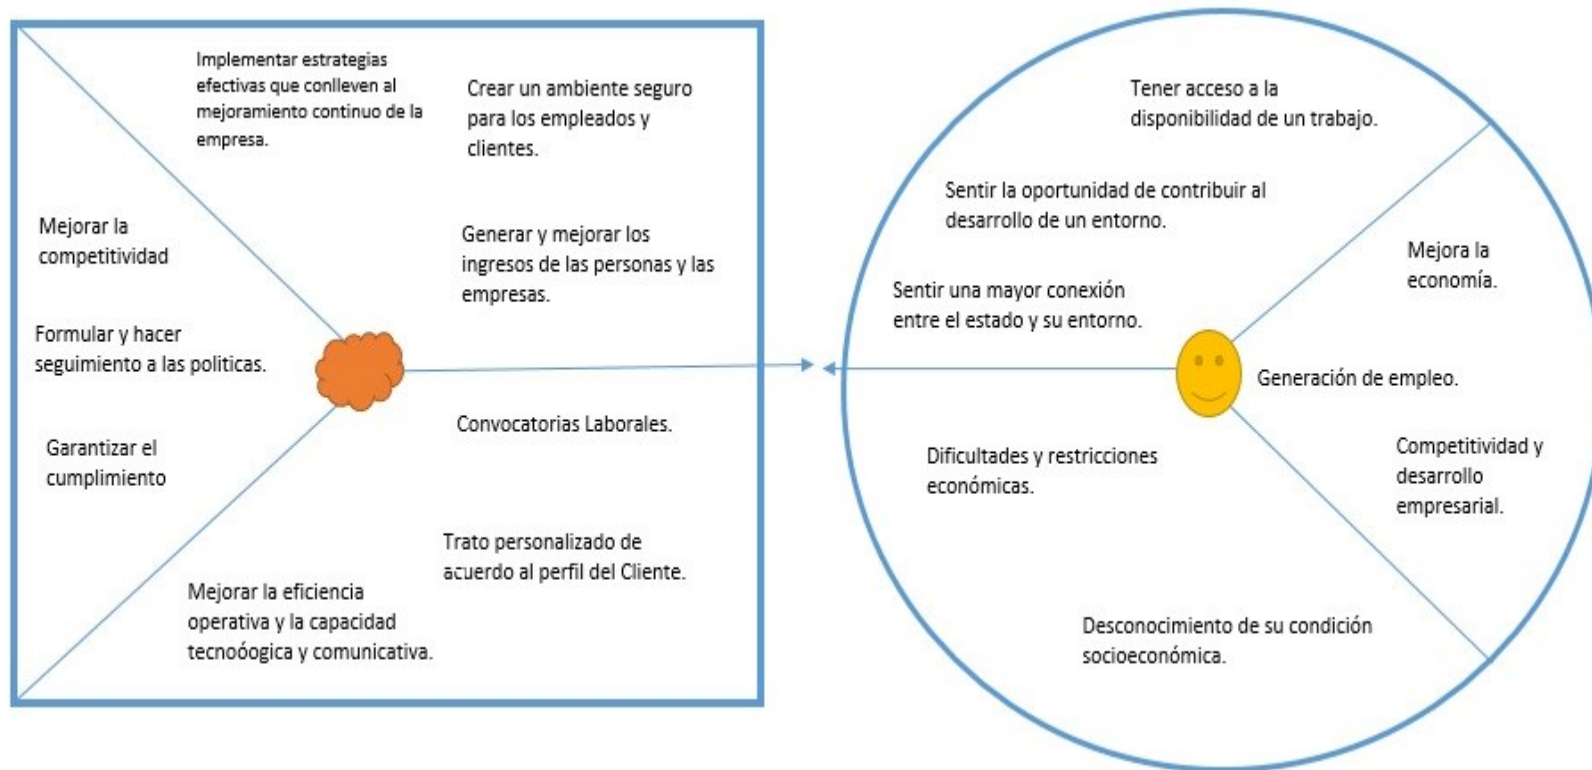 Implementar estrategias
efectivas que conlleven al
mejoramiento continuo de la
empresa.
Crear un ambiente seguro
para los empleados y
clientes.
Mejorar la
competitividad
Generar y mejorar los
ingresos de las personas y las
empresas.
Formular y hacer
seguimiento a las politicas.
Convocatorias Laborales.
Garantizar el
cumplimiento
Trato personalizado de
acuerdo al perfil del Cliente.
Mejorar la eficiencia
operativa y la capacidad
tecnoóogica y comunicativa.
Tener acceso a la
disponibilidad de un trabajo.
Sentir la oportunidad de contribuir al
desarrollo de un entorno.
Mejora la
economía.
Sentir una mayor conexión
entre el estado y su entorno.
Generación de empleo.
Dificultades y restricciones
económicas.
Competitividad y
desarrollo
empresarial.
Desconocimiento de su condición
socioeconómica.